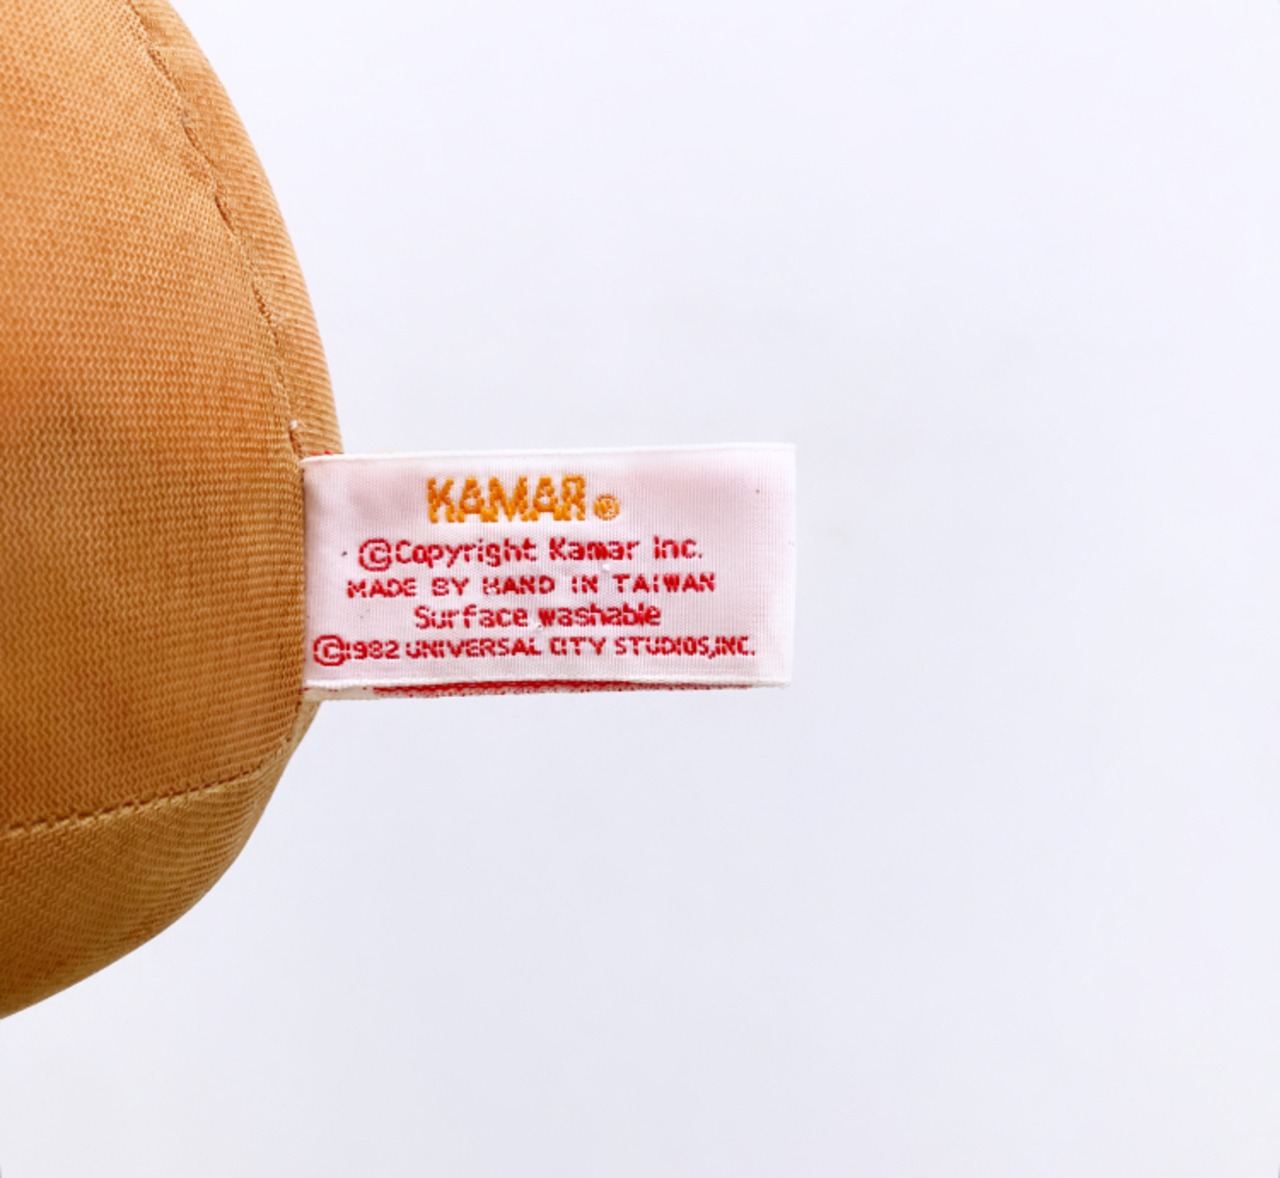 KAMAR®
©Copyright Kamar Inc.
MADE BY HAND IN TAIWAN
Surface washable
©1982 UNIVERSAL CITY STUDIOS,INC.